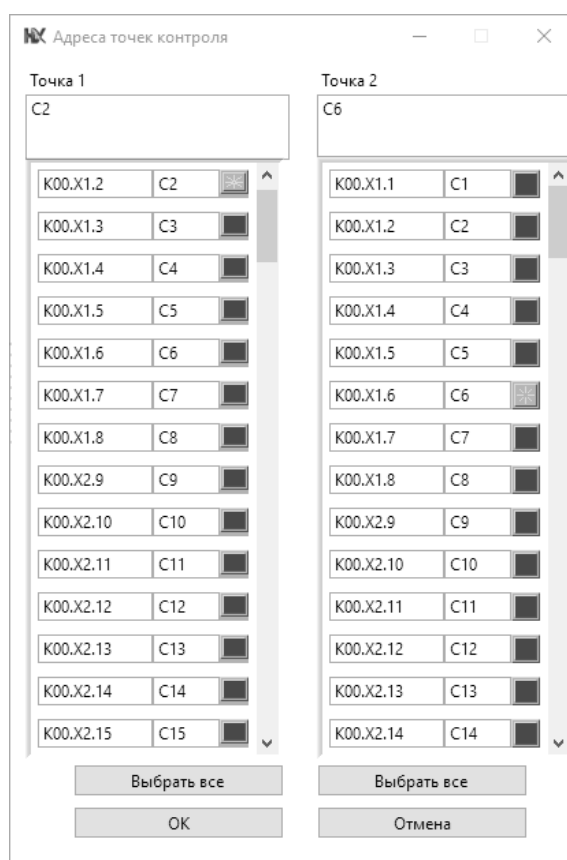 NX Адреса точек контроля
Точка 1 Точка 2
C2 C6
K00.X1.2 C2 K00.X1.1 C1
K00.X1.3 C3 K00.X1.2 C2
K00.X1.4 C4 K00.X1.3 C3
K00.X1.5 C5 K00.X1.4 C4
K00.X1.6 C6 K00.X1.5 C5
K00.X1.7 C7 K00.X1.6 C6
K00.X1.8 C8 K00.X1.7 C7
K00.X2.9 C9 K00.X1.8 C8
K00.X2.10 C10 K00.X2.9 C9
K00.X2.11 C11 K00.X2.10 C10
K00.X2.12 C12 K00.X2.11 C11
K00.X2.13 C13 K00.X2.12 C12
K00.X2.14 C14 K00.X2.13 C13
K00.X2.15 C15 K00.X2.14 C14
Выбрать все Выбрать все
OK Отмена